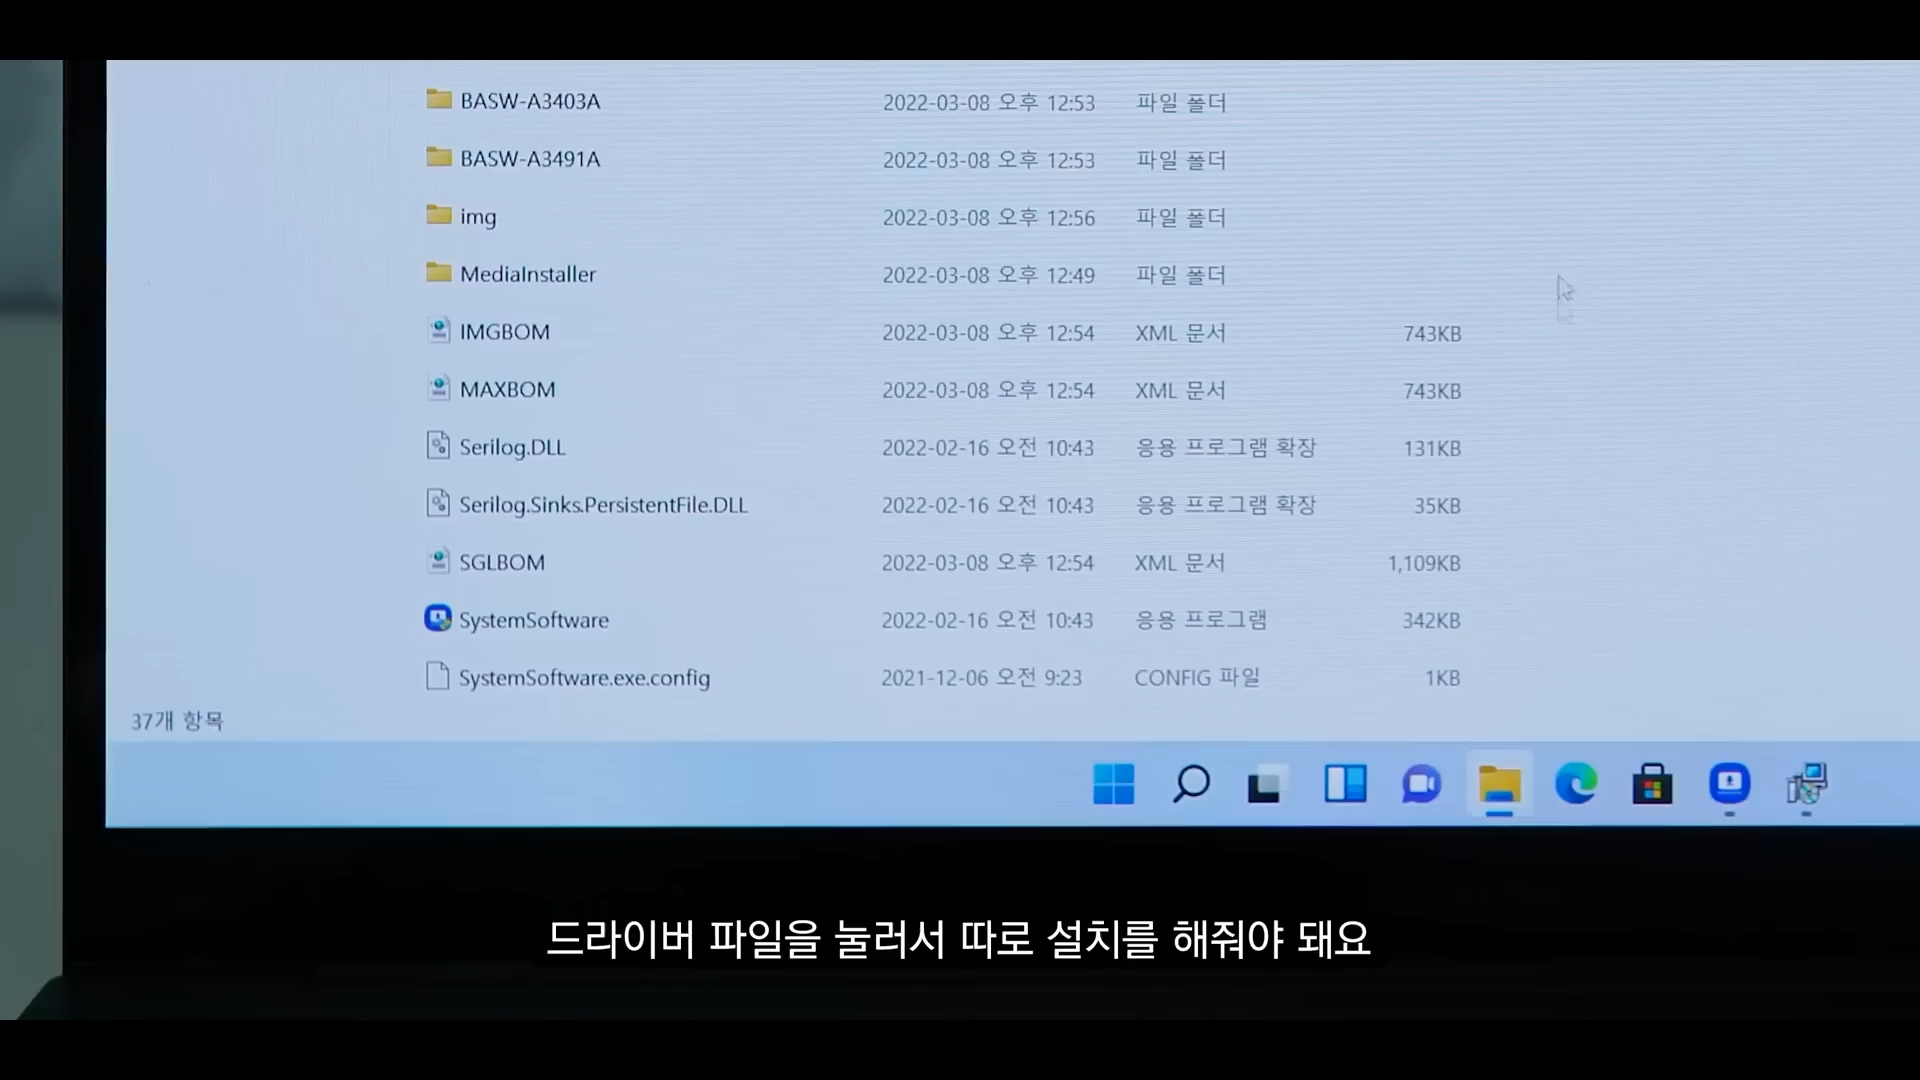 BASW-A3403A 2022-03-08 오후 12:53 파일 폴더
BASW-A3491A 2022-03-08 오후 12:53 파일 폴더
img 2022-03-08 오후 12:56 파일 폴더
MediaInstaller 2022-03-08 오후 12:49 파일 폴더
IMGBOM 2022-03-08 오후 12:54 XML 문서 743KB
MAXBOM 2022-03-08 오후 12:54 XML 문서 743KB
Serilog.DLL 2022-02-16 오전 10:43 응용 프로그램 확장 131KB
Serilog.Sinks.PersistentFile.DLL 2022-02-16 오전 10:43 응용 프로그램 확장 35KB
SGLBOM 2022-03-08 오후 12:54 XML 문서 1,109KB
SystemSoftware 2022-02-16 오전 10:43 응용 프로그램 342KB
SystemSoftware.exe.config 2021-12-06 오전 9:23 CONFIG 파일 1KB
37개 항목
드라이버 파일을 눌러서 따로 설치를 해줘야 돼요